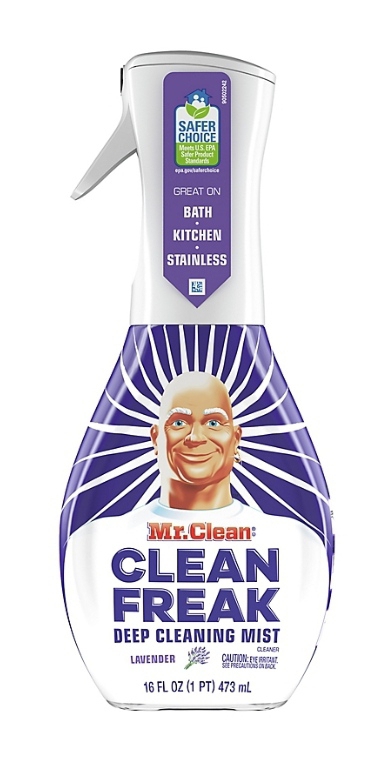 SAFER
CHOICE
Meets U.S. EPA
Safer Product
Standards
epa.gov/saferchoice
90902242
GREAT ON
BATH
•
KITCHEN
•
STAINLESS
Mr. Clean®
CLEAN
FREAK
DEEP CLEANING MIST
CLEANER
LAVENDER
CAUTION: EYE IRRITANT.
SEE PRECAUTIONS ON BACK.
16 FL OZ (1 PT) 473 mL